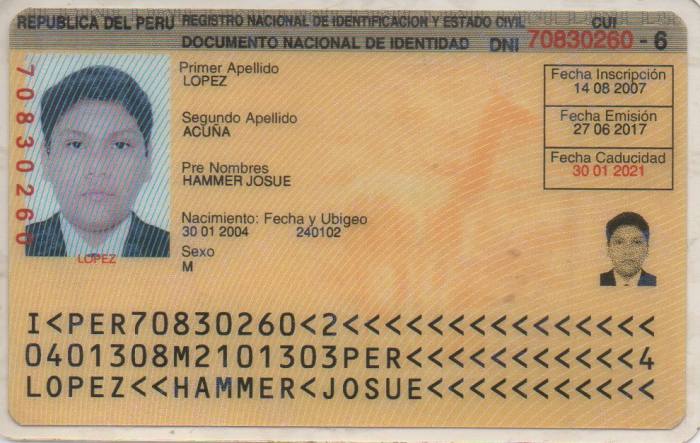 REPUBLICA DEL PERU REGISTRO NACIONAL DE IDENTIFICACION Y ESTADO CIVIL CUI
DOCUMENTO NACIONAL DE IDENTIDAD DNI 70830260 - 6
70830260
Primer Apellido
LOPEZ
Segundo Apellido
ACUÑA
Pre Nombres
HAMMER JOSUE
Nacimiento: Fecha y Ubigeo
30 01 2004 240102
Sexo
M
Fecha Inscripción
14 08 2007
Fecha Emisión
27 06 2017
Fecha Caducidad
30 01 2021
LOPEZ
I<PER70830260<2<<<<<<<<<<<<<<<
0401308M2101303PER<<<<<<<<<<<4
LOPEZ<<HAMMER<JOSUE<<<<<<<<<<<